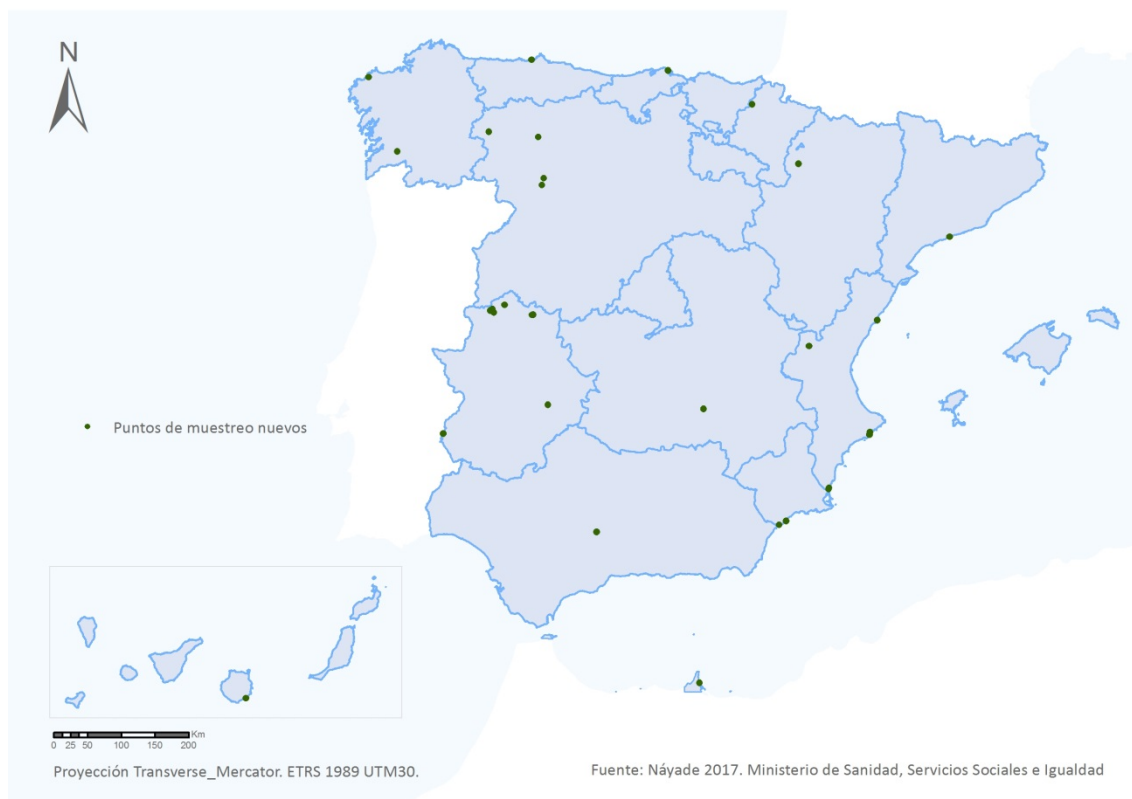 N
Puntos de muestreo nuevos
Km
0 25 50 100 150 200
Proyección Transverse_Mercator. ETRS 1989 UTM30.
Fuente: Náyade 2017. Ministerio de Sanidad, Servicios Sociales e Igualdad